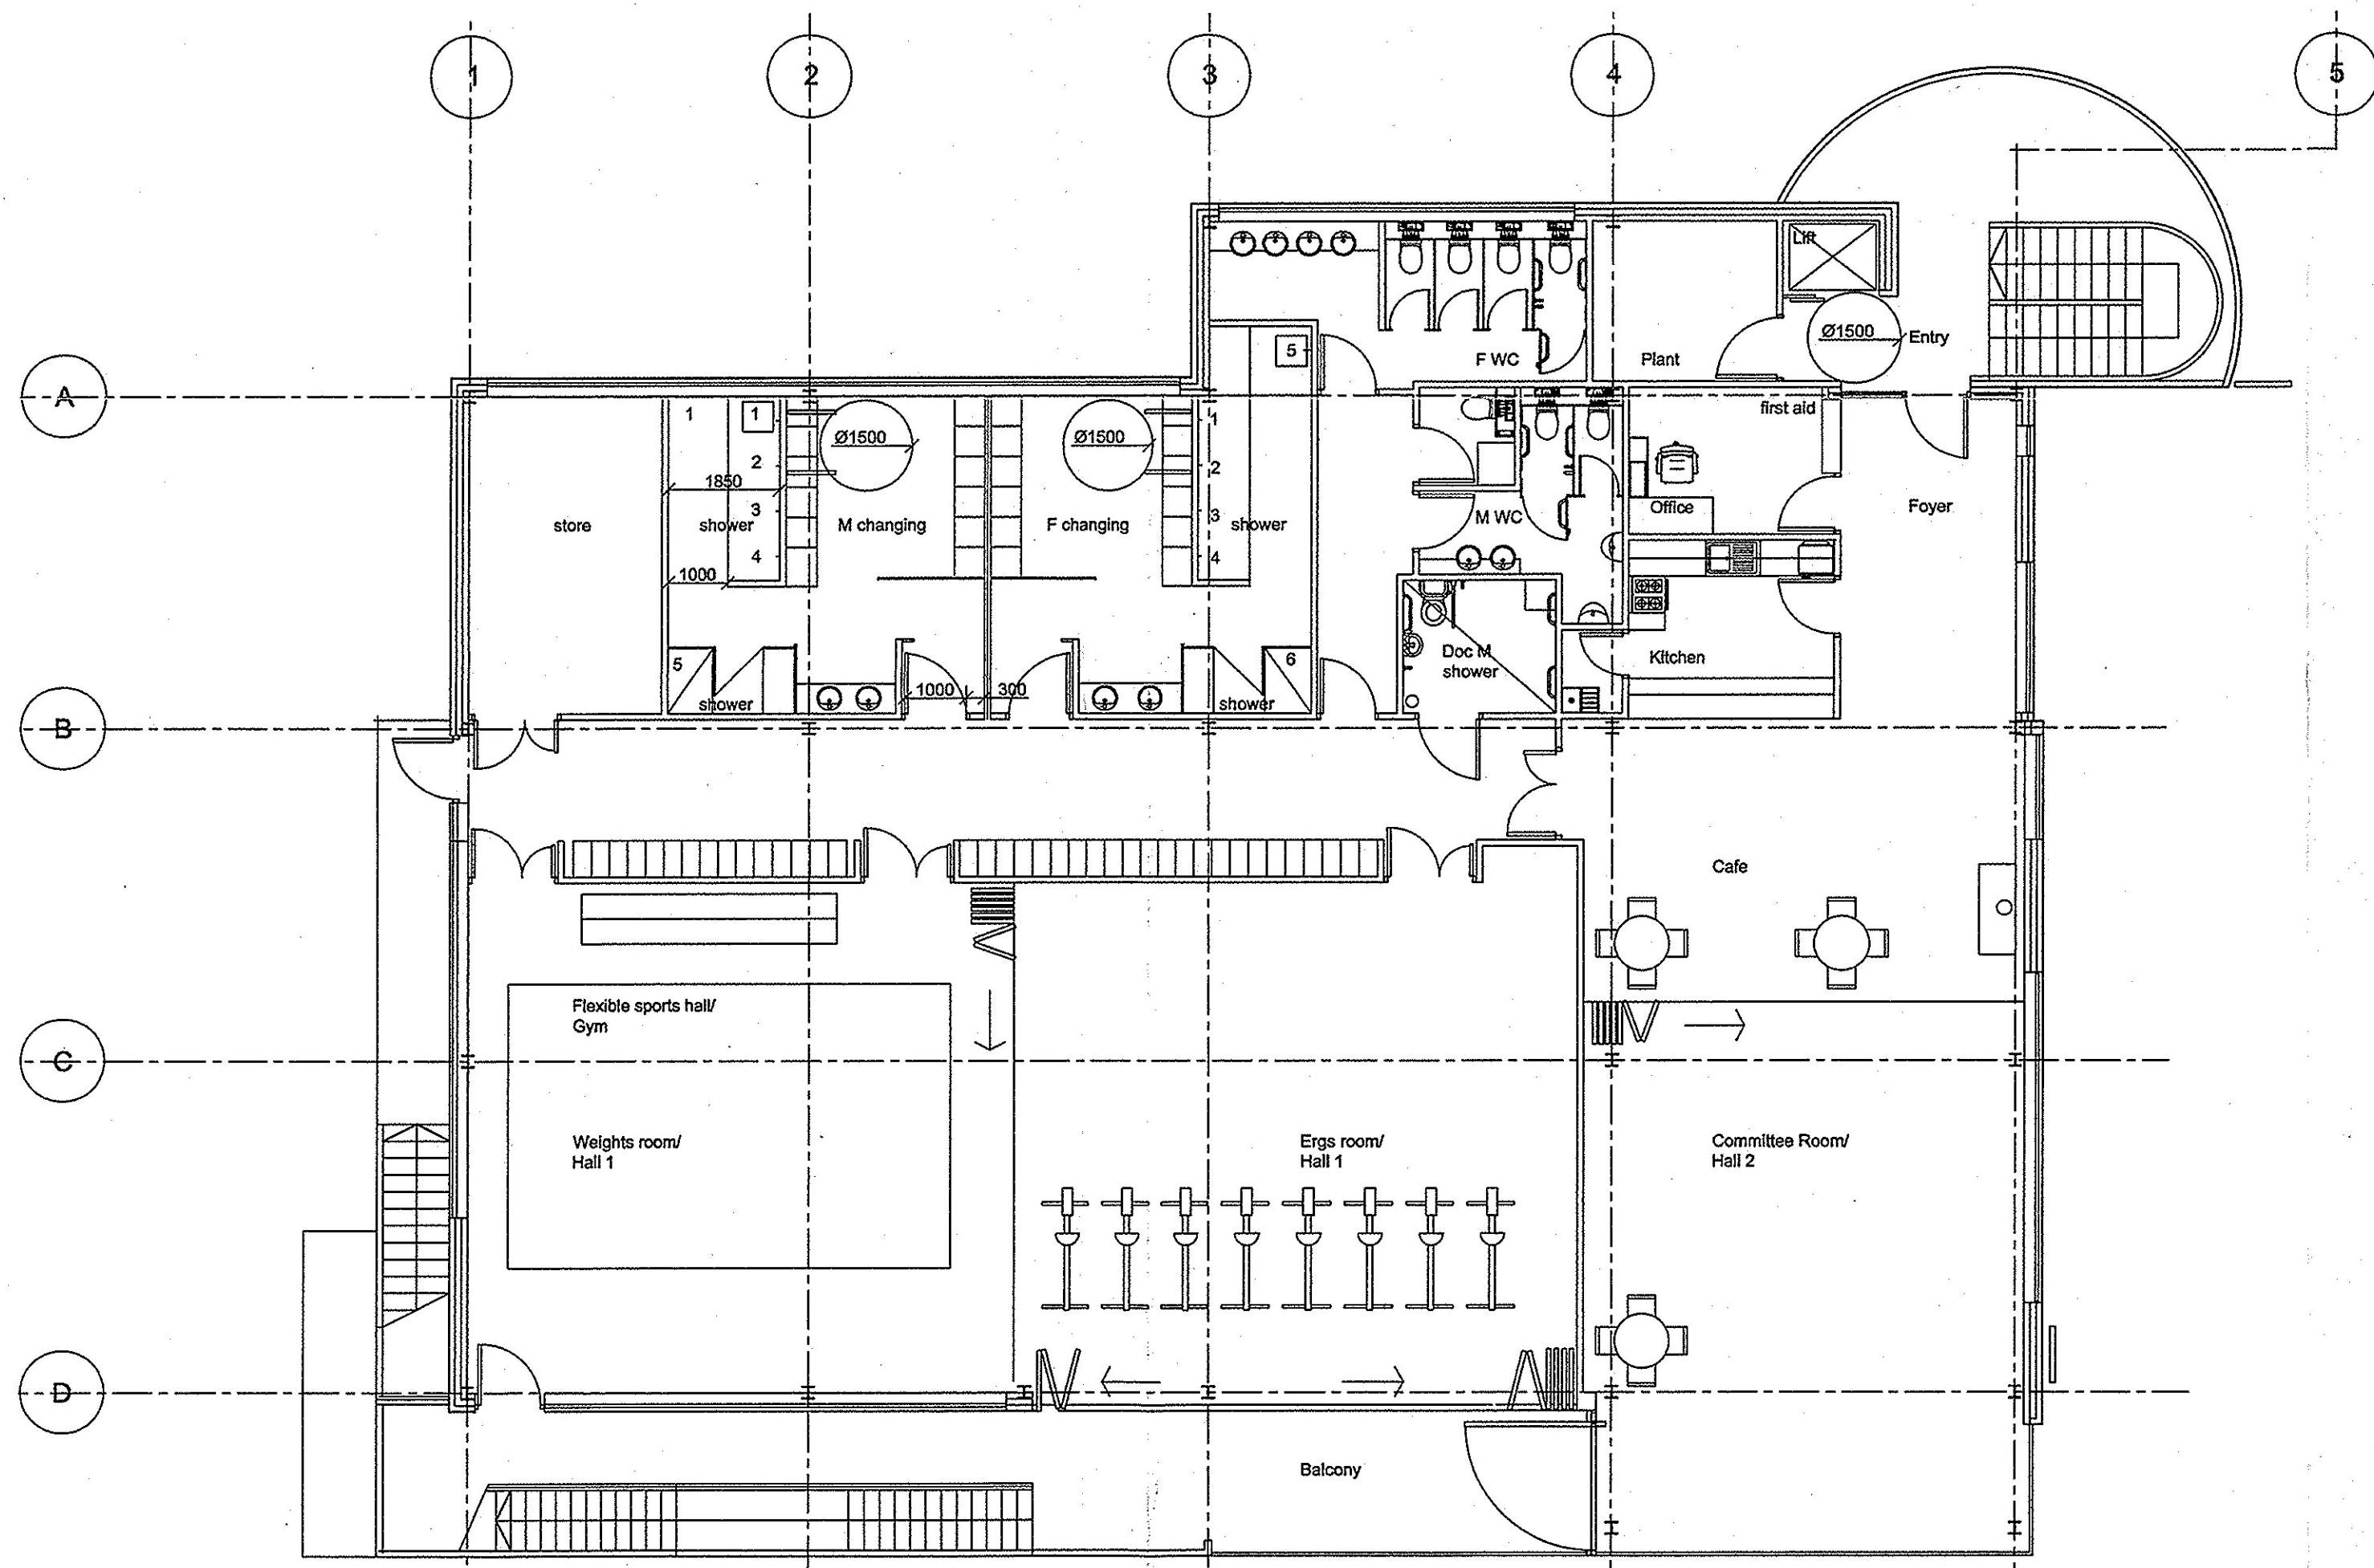 1
2
3
4
5
Lift
Ø1500
Entry
5
F WC
Plant
A
first aid
1
1
Ø1500
Ø1500
1
2
2
1850
3
3
store
shower
M changing
F changing
shower
M WC
Office
Foyer
4
4
1000
Doc M
shower
Kitchen
5
6
1000
300
shower
shower
B
Cafe
Flexible sports hall/
Gym
C
Weights room/
Hall 1
Ergs room/
Hall 1
Committee Room/
Hall 2
D
Balcony